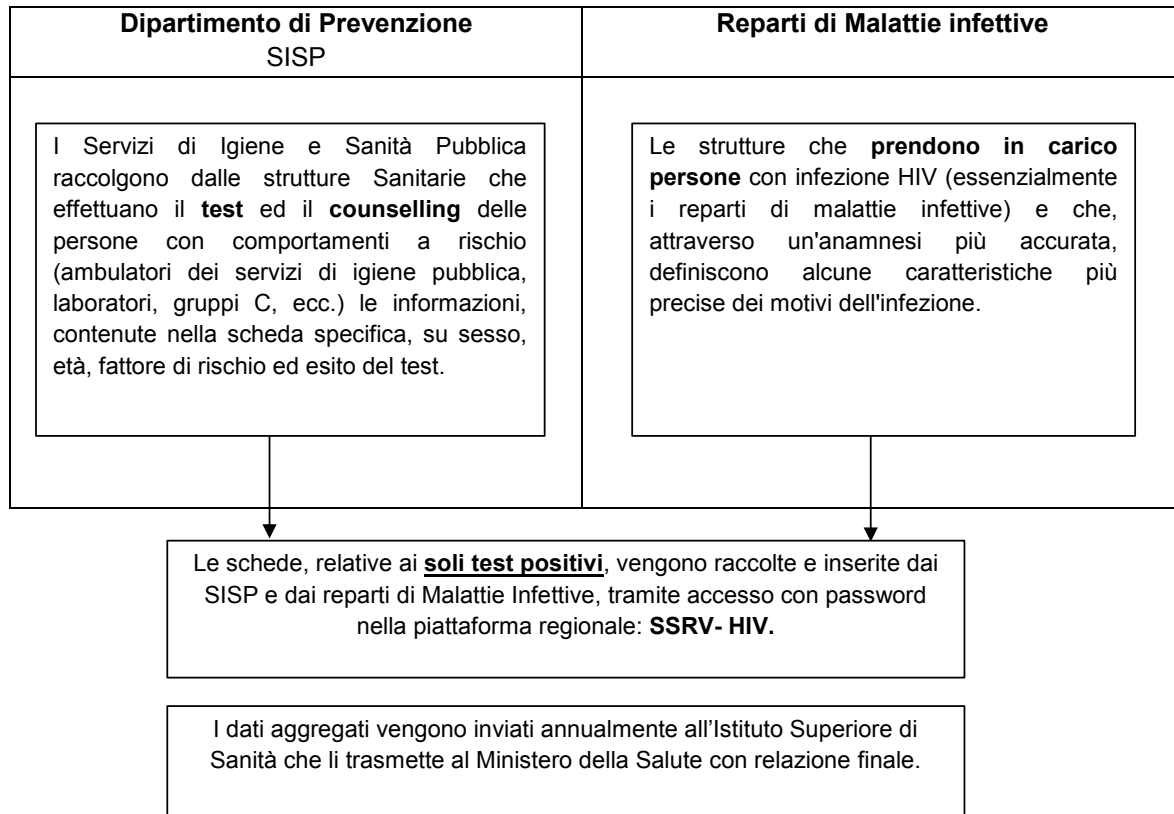 Dipartimento di Prevenzione
SISP
Reparti di Malattie infettive
I Servizi di Igiene e Sanità Pubblica
raccolgono dalle strutture Sanitarie che
effettuano il test ed il counselling delle
persone con comportamenti a rischio
(ambulatori dei servizi di igiene pubblica,
laboratori, gruppi C, ecc.) le informazioni,
contenute nella scheda specifica, su sesso,
età, fattore di rischio ed esito del test.
Le strutture che prendono in carico
persone con infezione HIV (essenzialmente
i reparti di malattie infettive) e che,
attraverso un'anamnesi più accurata,
definiscono alcune caratteristiche più
precise dei motivi dell'infezione.
Le schede, relative ai soli test positivi, vengono raccolte e inserite dai
SISP e dai reparti di Malattie Infettive, tramite accesso con password
nella piattaforma regionale: SSRV- HIV.
I dati aggregati vengono inviati annualmente all’Istituto Superiore di
Sanità che li trasmette al Ministero della Salute con relazione finale.